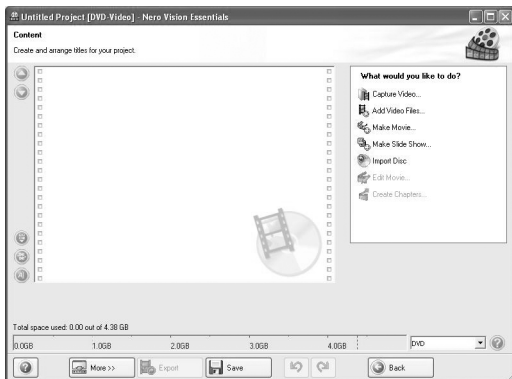 Untitled Project [DVD-Video] - Nero Vision Essentials
Content
Create and arrange titles for your project.
What would you like to do?
Capture Video...
Add Video Files...
Make Movie...
Make Slide Show...
Import Disc
Edit Movie...
Create Chapters...
Total space used: 0.00 out of 4.38 GB
0.0GB 1.0GB 2.0GB 3.0GB 4.0GB DVD
More >> Export Save Back